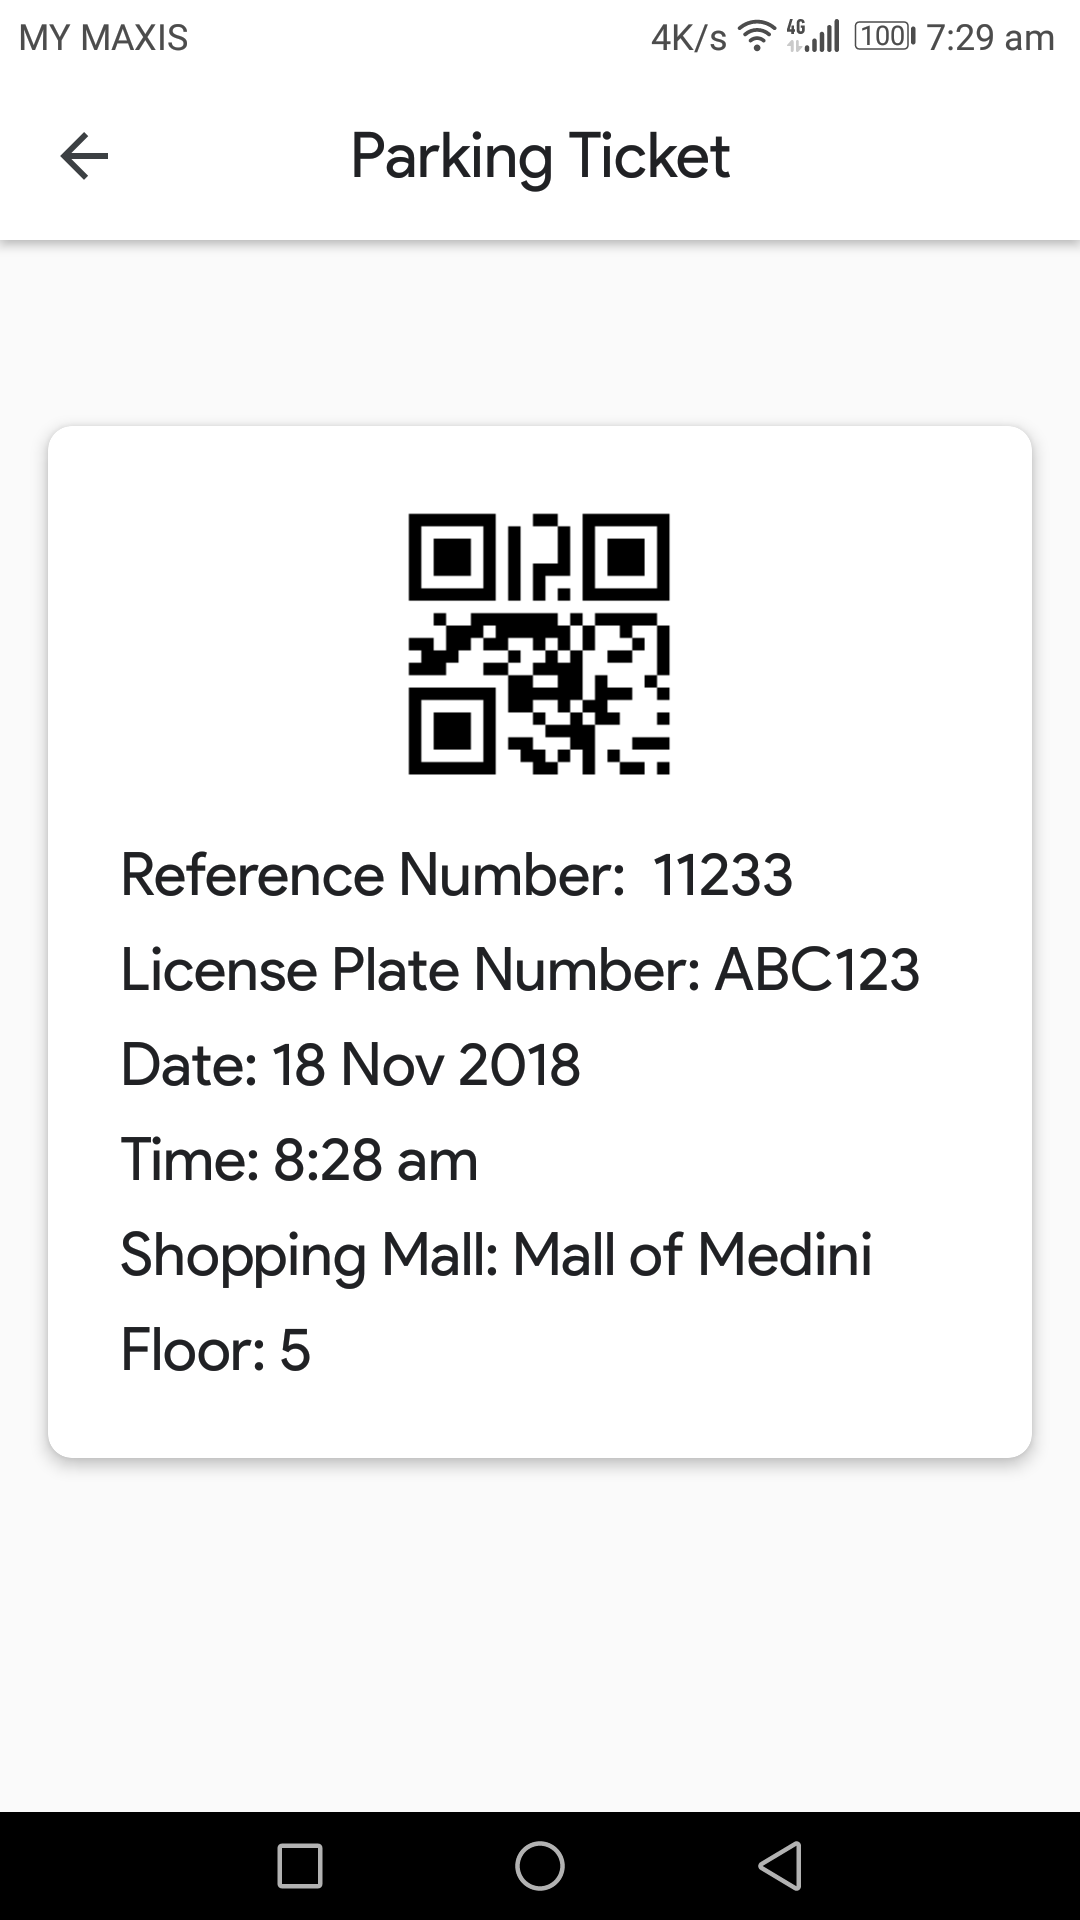 MY MAXIS 4K/s 4G 100 7:29 am
Parking Ticket
Reference Number: 11233
License Plate Number: ABC123
Date: 18 Nov 2018
Time: 8:28 am
Shopping Mall: Mall of Medini
Floor: 5